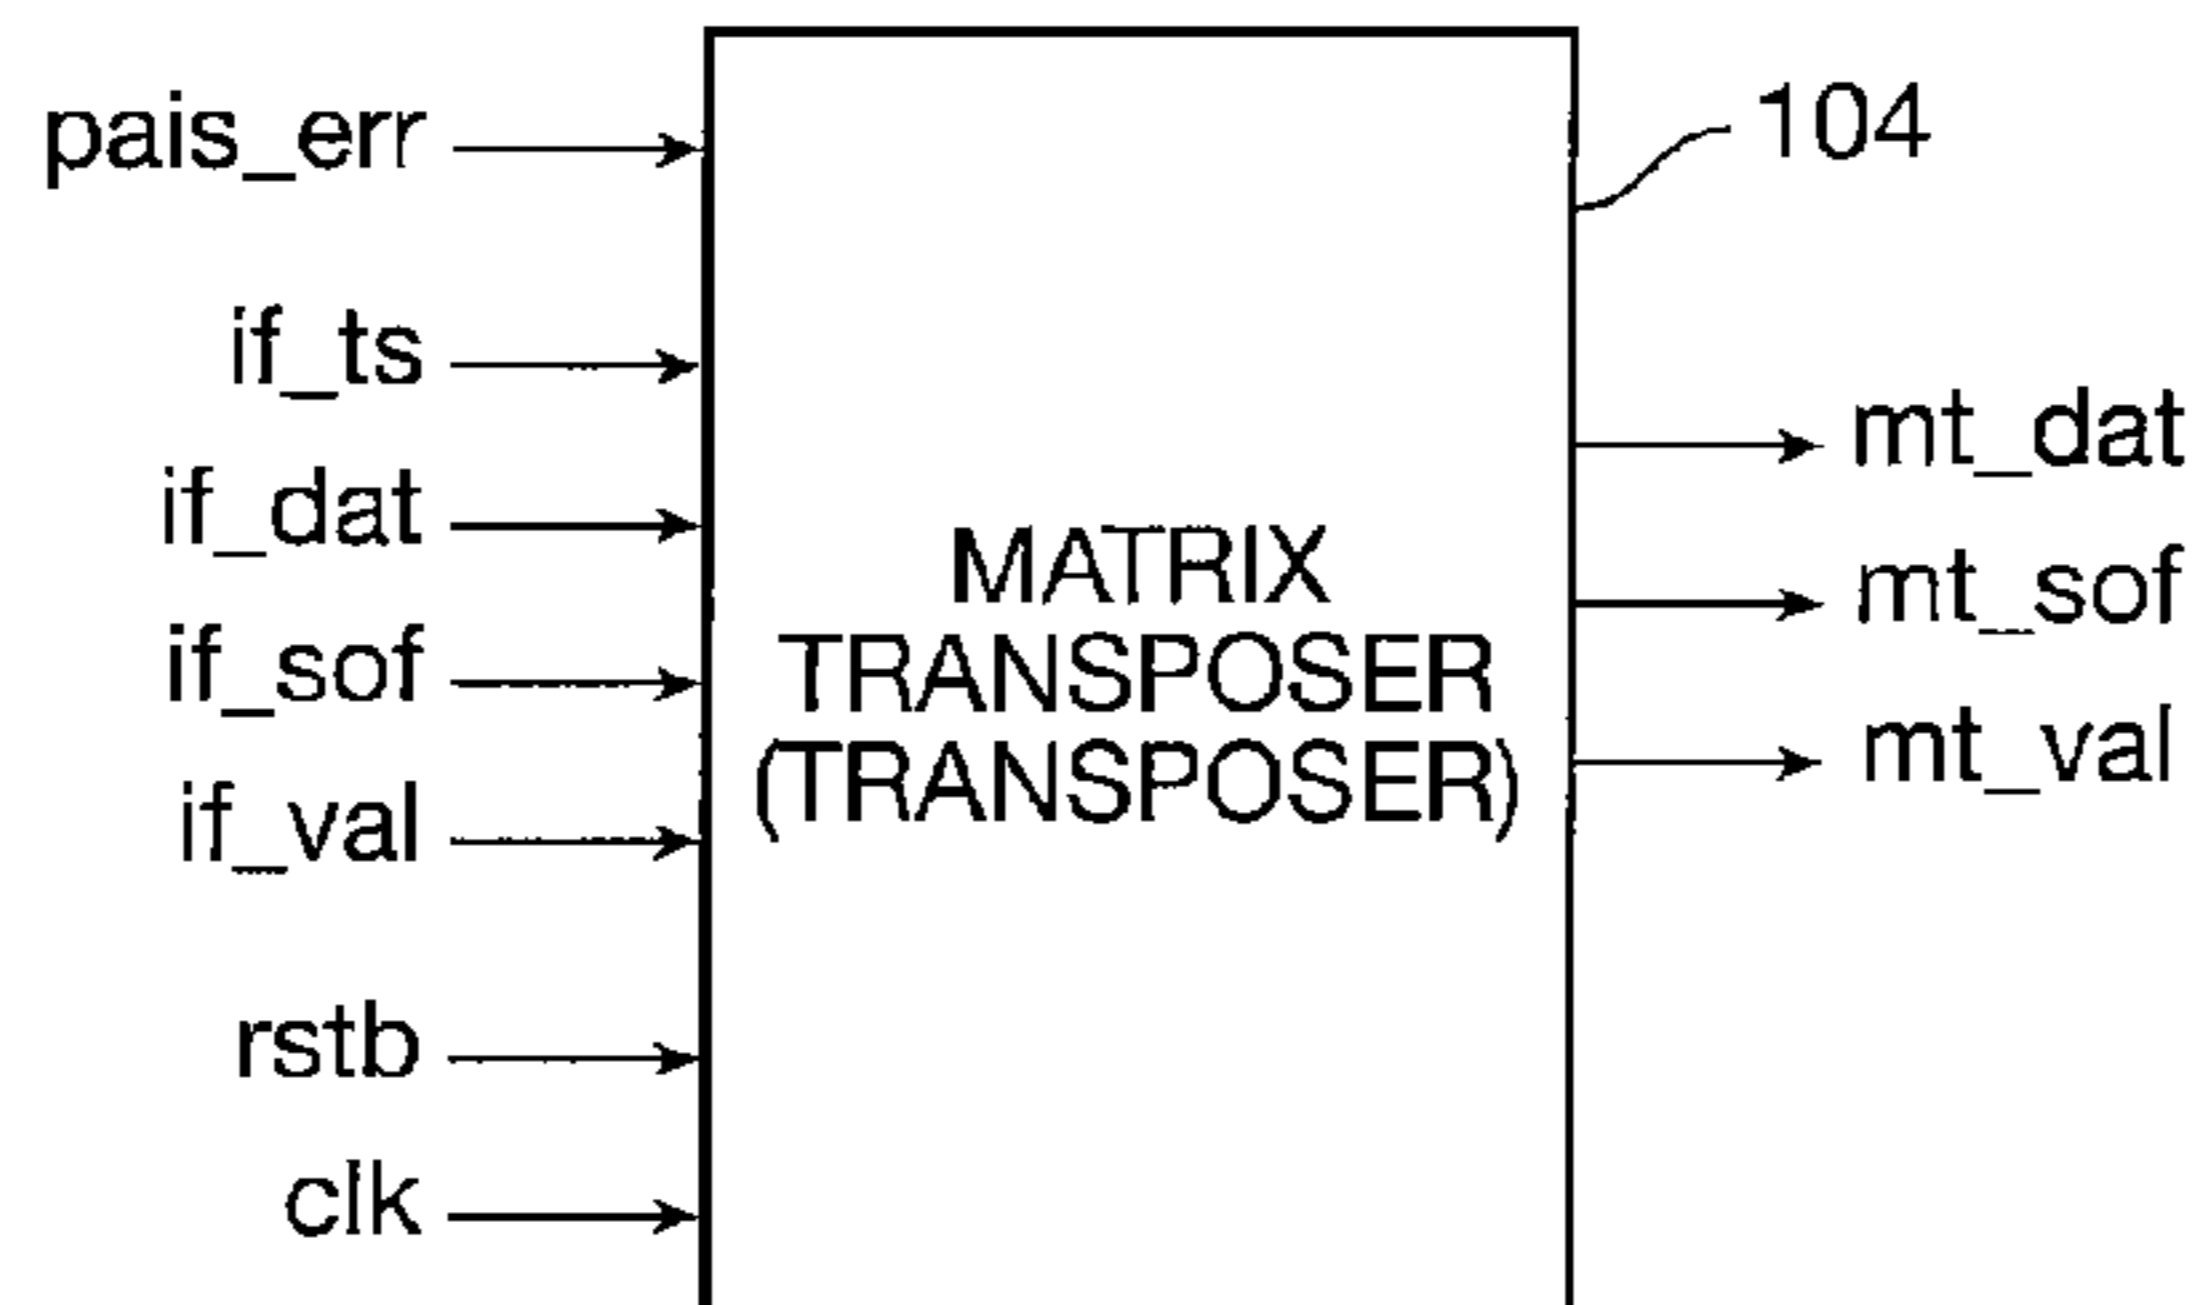 pais_err
104
if_ts
mt_dat
if_dat
MATRIX
mt_sof
if_sof
TRANSPOSER
mt_val
if_val
(TRANSPOSER)
rstb
clk